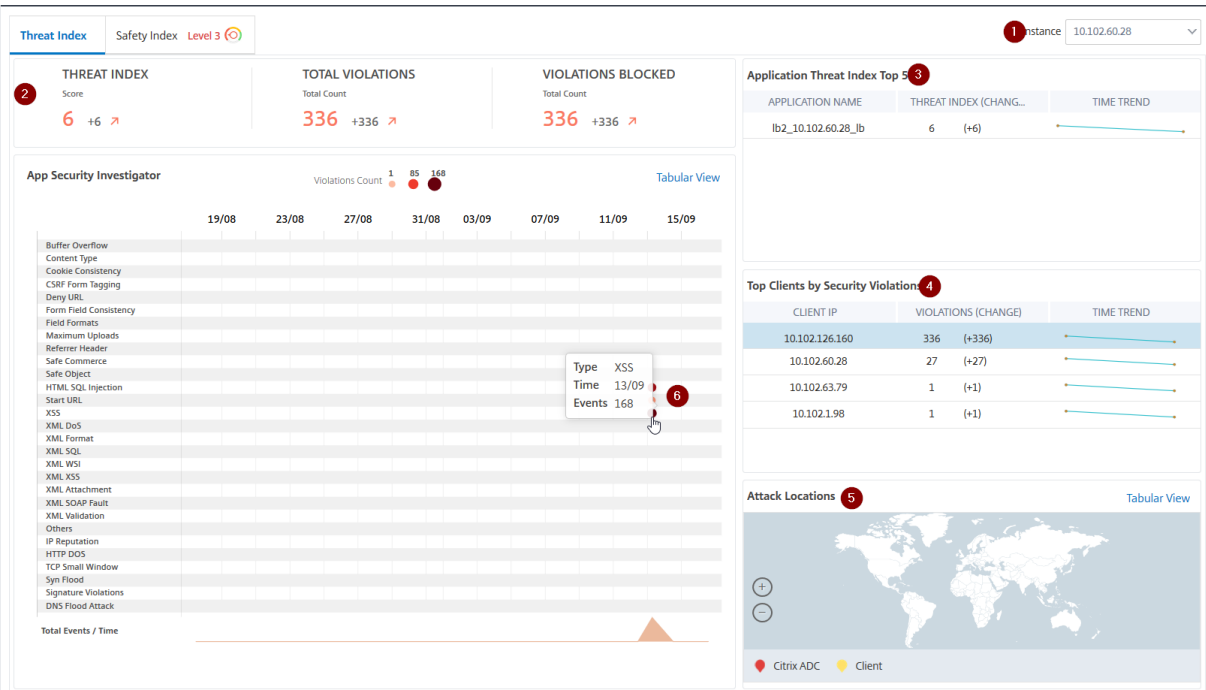 Threat Index
Safety Index Level 3
1 nstance 10.102.60.28
2
THREAT INDEX
Score
6 +6
TOTAL VIOLATIONS
Total Count
336 +336
VIOLATIONS BLOCKED
Total Count
336 +336
Application Threat Index Top 5 3
APPLICATION NAME THREAT INDEX (CHANG... TIME TREND
lb2_10.102.60.28_lb 6 (+6)
App Security Investigator
Violations Count 1 85 168
Tabular View
19/08 23/08 27/08 31/08 03/09 07/09 11/09 15/09
Buffer Overflow
Content Type
Cookie Consistency
CSRF Form Tagging
Deny URL
Form Field Consistency
Field Formats
Maximum Uploads
Referrer Header
Safe Commerce
Safe Object
HTML SQL Injection
Start URL
XSS
XML DoS
XML Format
XML SQL
XML WSI
XML XSS
XML Attachment
XML SOAP Fault
XML Validation
Others
IP Reputation
HTTP DOS
TCP Small Window
Syn Flood
Signature Violations
DNS Flood Attack
Total Events / Time
Type XSS
Time 13/09
Events 168
6
Top Clients by Security Violations 4
CLIENT IP VIOLATIONS (CHANGE) TIME TREND
10.102.126.160 336 (+336)
10.102.60.28 27 (+27)
10.102.63.79 1 (+1)
10.102.1.98 1 (+1)
Attack Locations 5
Tabular View
Citrix ADC Client